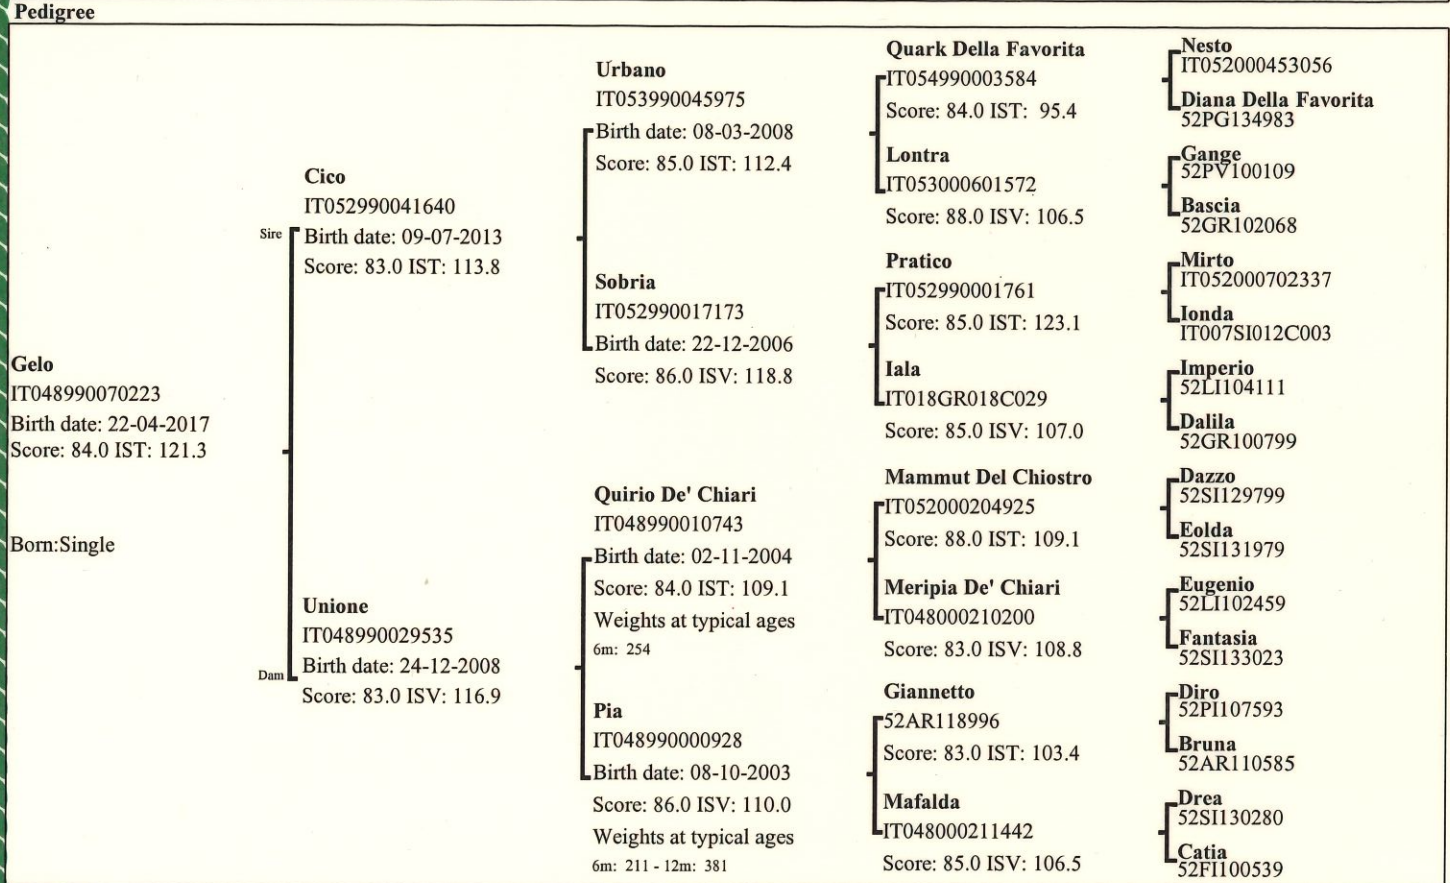 Pedigree
Gelo
IT048990070223
Birth date: 22-04-2017
Score: 84.0 IST: 121.3
Born:Single
Sire
Cico
IT052990041640
Birth date: 09-07-2013
Score: 83.0 IST: 113.8
Dam
Unione
IT048990029535
Birth date: 24-12-2008
Score: 83.0 ISV: 116.9
Urbano
IT053990045975
Birth date: 08-03-2008
Score: 85.0 IST: 112.4
Sobria
IT052990017173
Birth date: 22-12-2006
Score: 86.0 ISV: 118.8
Quirio De' Chiari
IT048990010743
Birth date: 02-11-2004
Score: 84.0 IST: 109.1
Weights at typical ages
6m: 254
Pia
IT048990000928
Birth date: 08-10-2003
Score: 86.0 ISV: 110.0
Weights at typical ages
6m: 211 - 12m: 381
Quark Della Favorita
IT054990003584
Score: 84.0 IST: 95.4
Lontra
IT053000601572
Score: 88.0 ISV: 106.5
Pratico
IT052990001761
Score: 85.0 IST: 123.1
Iala
IT018GR018C029
Score: 85.0 ISV: 107.0
Mammut Del Chiostro
IT052000204925
Score: 88.0 IST: 109.1
Meripia De' Chiari
IT048000210200
Score: 83.0 ISV: 108.8
Giannetto
52AR118996
Score: 83.0 IST: 103.4
Mafalda
IT048000211442
Score: 85.0 ISV: 106.5
Nesto
IT052000453056
Diana Della Favorita
52PG134983
Gange
52PV100109
Bascia
52GR102068
Mirto
IT052000702337
Ionda
IT007SI012C003
Imperio
52LI104111
Dalila
52GR100799
Dazzo
52SI129799
Eolda
52SI131979
Eugenio
52LI102459
Fantasia
52SI133023
Diro
52PI107593
Bruna
52AR110585
Drea
52SI130280
Catia
52FI100539